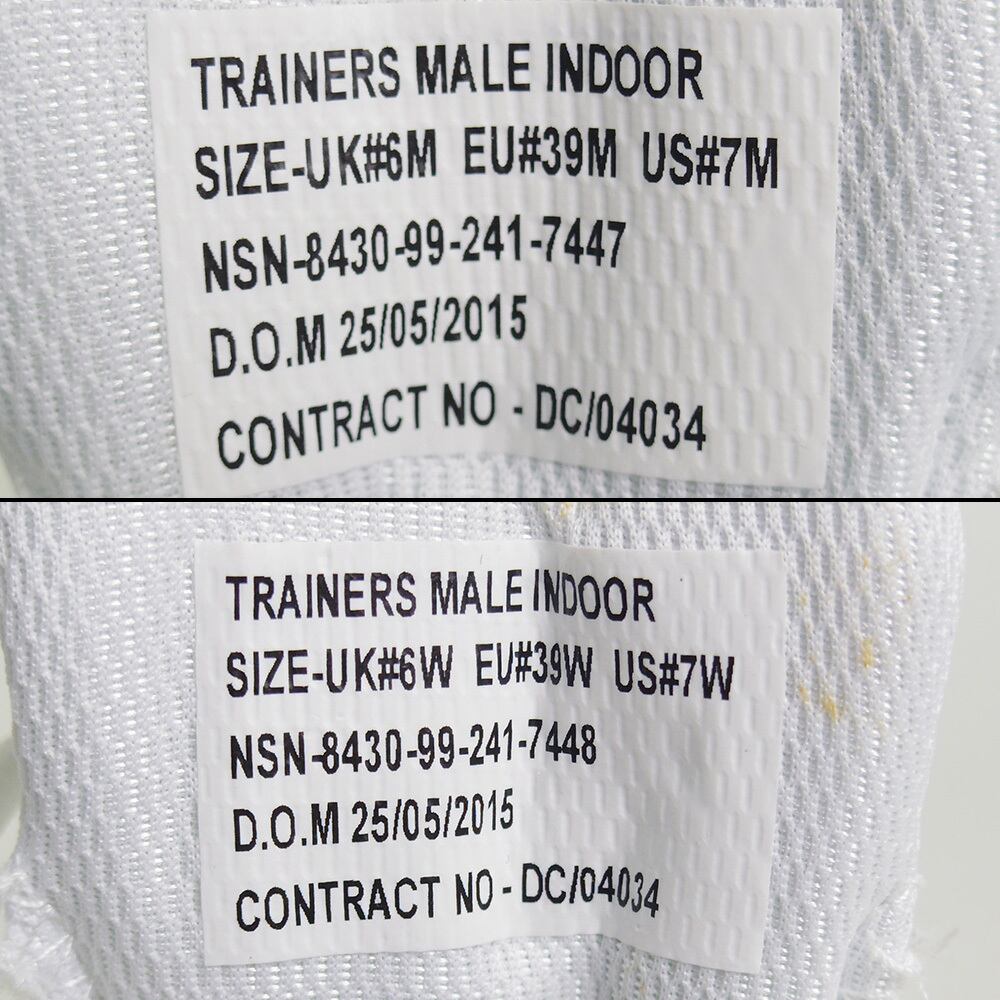 TRAINERS MALE INDOOR
SIZE-UK#6M EU#39M US#7M
NSN-8430-99-241-7447
D.O.M 25/05/2015
CONTRACT NO - DC/04034
TRAINERS MALE INDOOR
SIZE-UK#6W EU#39W US#7W
NSN-8430-99-241-7448
D.O.M 25/05/2015
CONTRACT NO - DC/04034